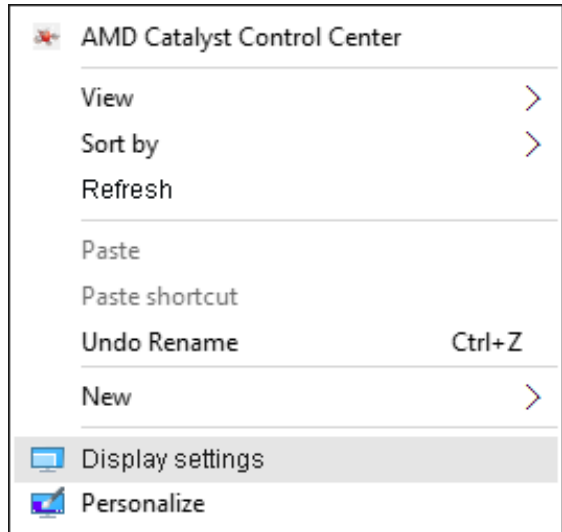 AMD Catalyst Control Center
View
Sort by
Refresh
Paste
Paste shortcut
Undo Rename Ctrl+Z
New
Display settings
Personalize